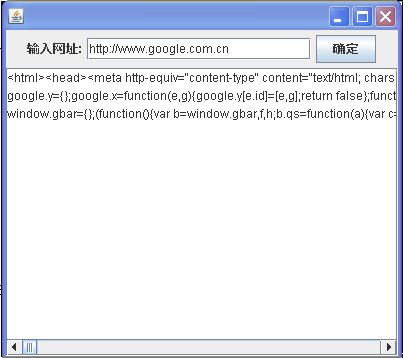 输入网址: http://www.google.com.cn 确定
<html><head><meta http-equiv="content-type" content="text/html; chars
google.y={};google.x=function(e,g){google.y[e.id]=[e,g];return false};funct
window.gbar={};(function(){var b=window.gbar,f,h;b.qs=function(a){var c=